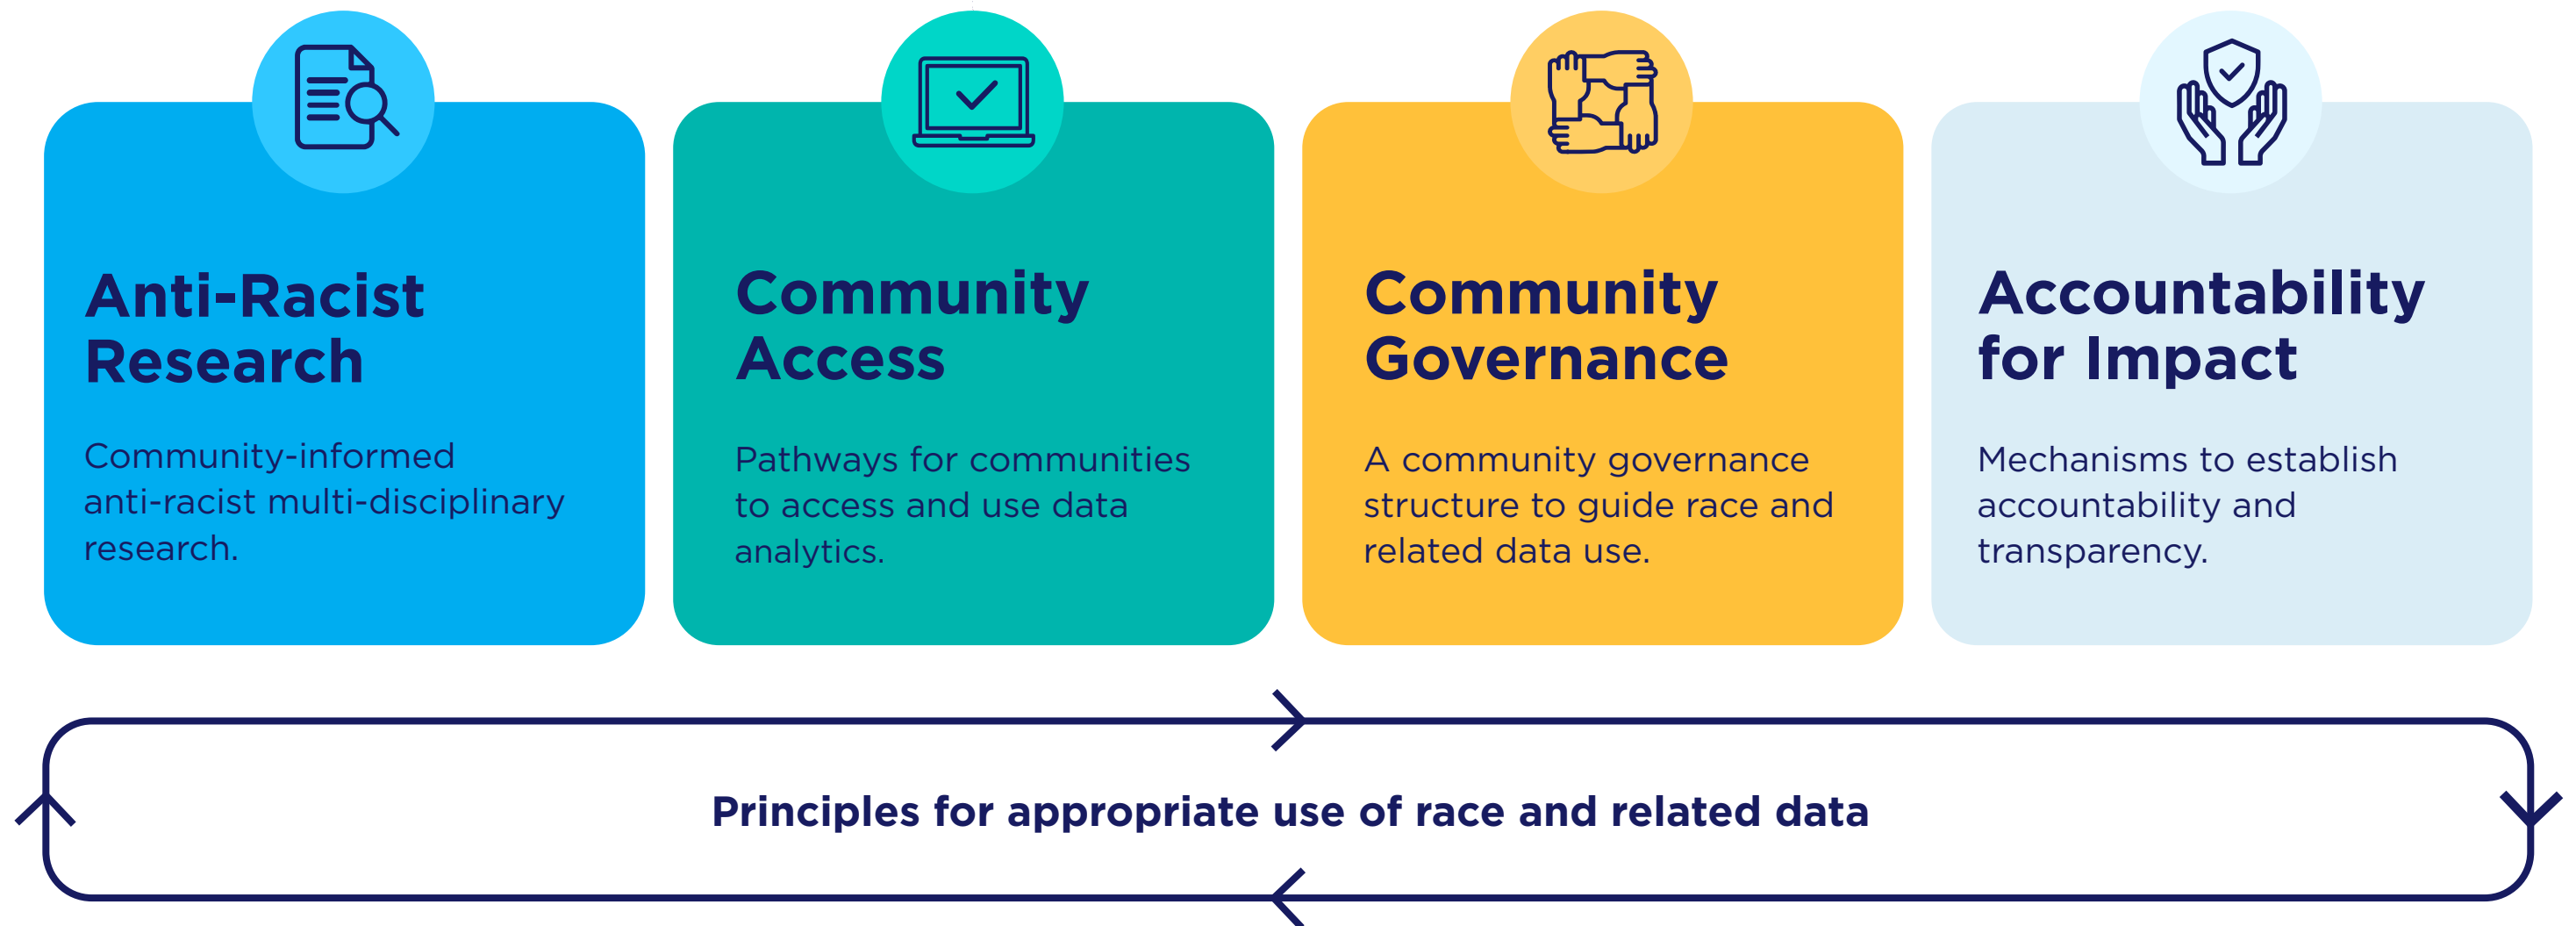 Anti-Racist
Research
Community-informed
anti-racist multi-disciplinary
research.
Community
Access
Pathways for communities
to access and use data
analytics.
Community
Governance
A community governance
structure to guide race and
related data use.
Accountability
for Impact
Mechanisms to establish
accountability and
transparency.
Principles for appropriate use of race and related data